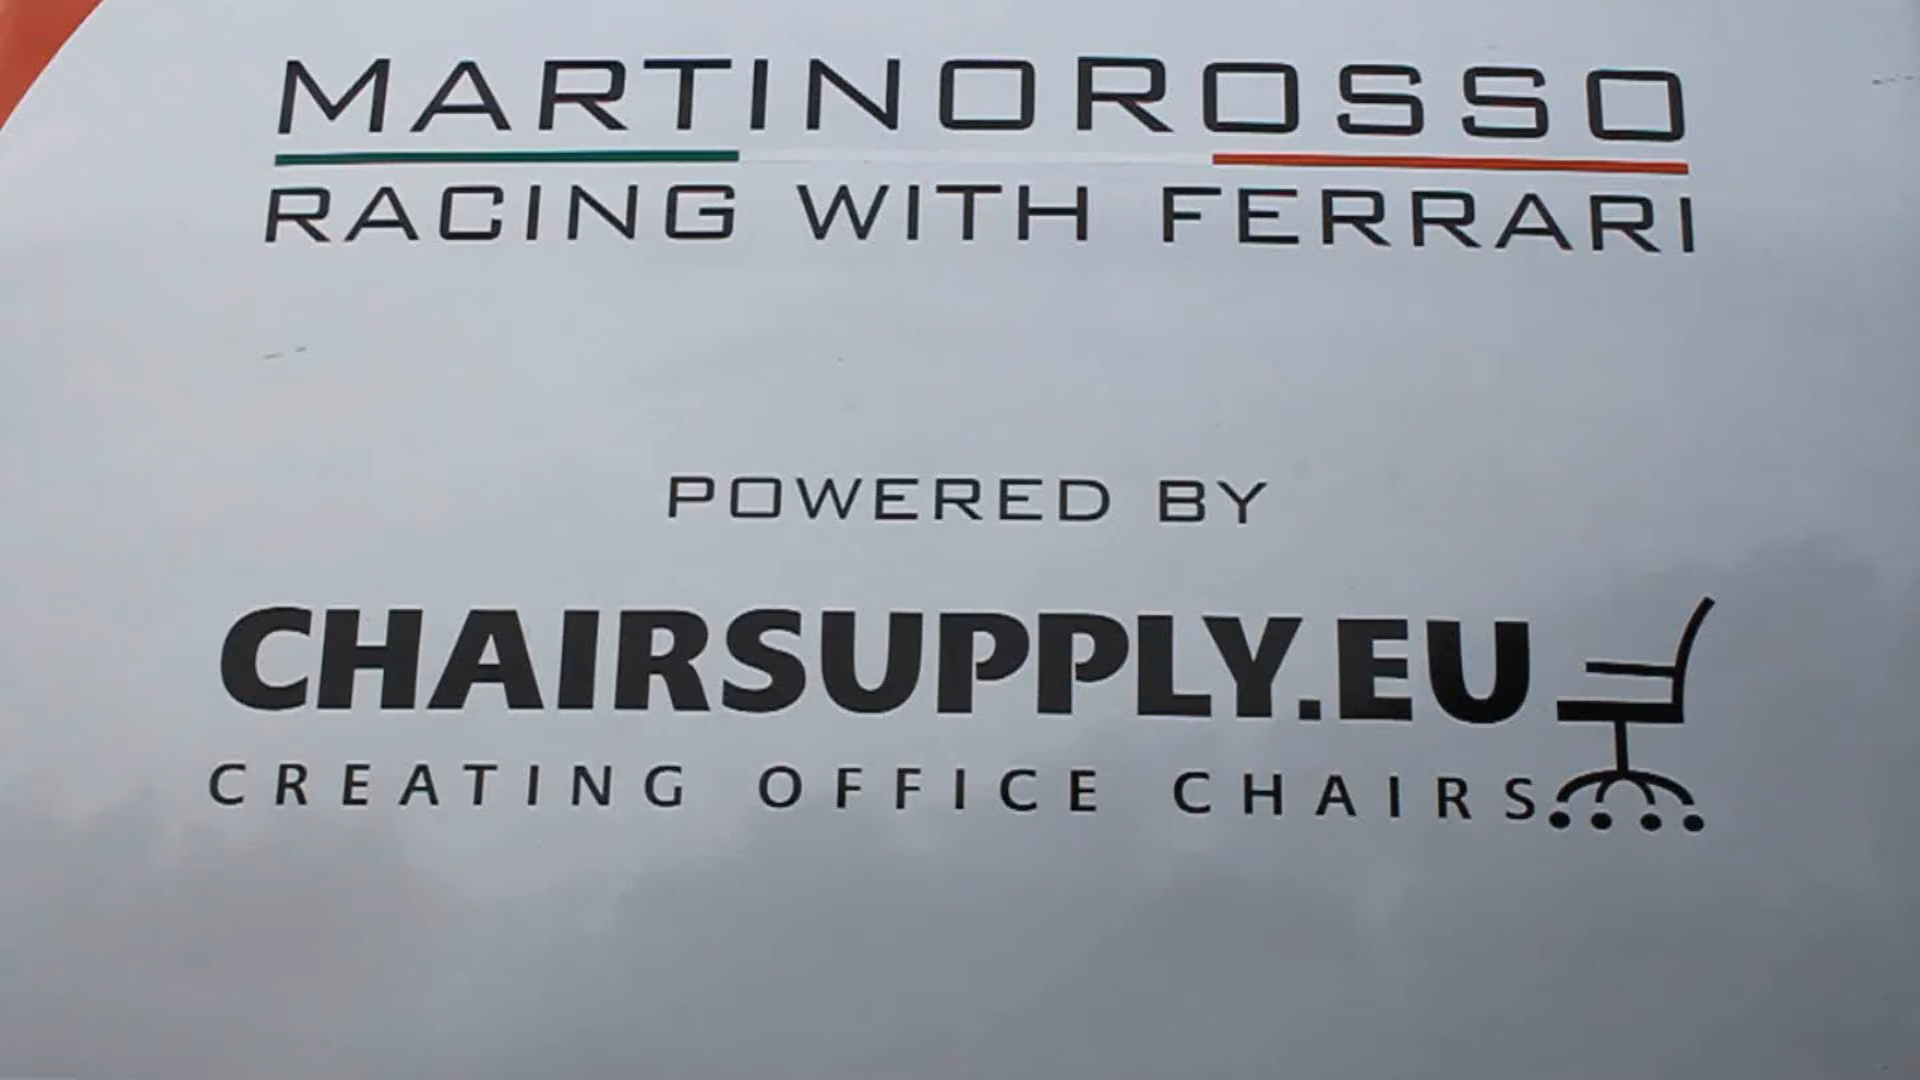 MARTINOROSSO
RACING WITH FERRARI
POWERED BY
CHAIRSUPPLY.EU
CREATING OFFICE CHAIRS